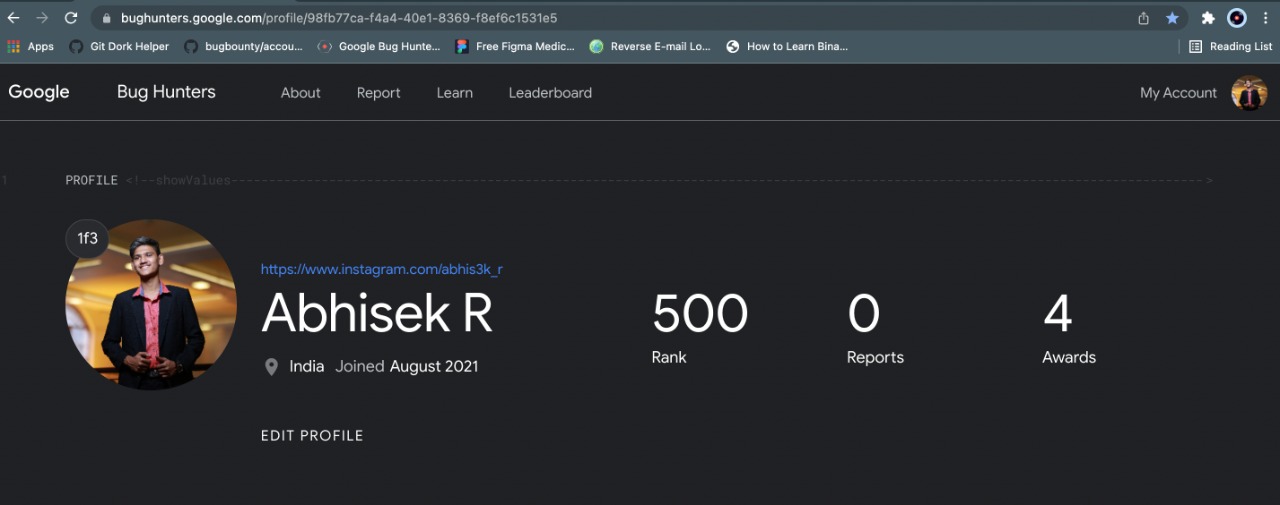 bughunters.google.com/profile/98fb77ca-f4a4-40e1-8369-f8ef6c1531e5
Apps Git Dork Helper bugbounty/accou... Google Bug Hunte... Free Figma Medic... Reverse E-mail Lo... How to Learn Bina... Reading List
Google Bug Hunters About Report Learn Leaderboard My Account
1 PROFILE <!--showValues-------------------------------------------------------------------------------------------------->
1f3
https://www.instagram.com/abhis3k_r
Abhisek R
500 0 4
Rank Reports Awards
India Joined August 2021
EDIT PROFILE